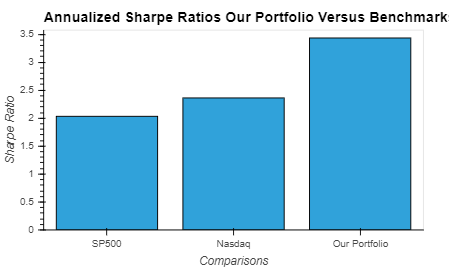 Annualized Sharpe Ratios Our Portfolio Versus Benchmark
3.5
3
2.5
2
1.5
1
0.5
0
Sharpe Ratio
SP500 Nasdaq Our Portfolio
Comparisons